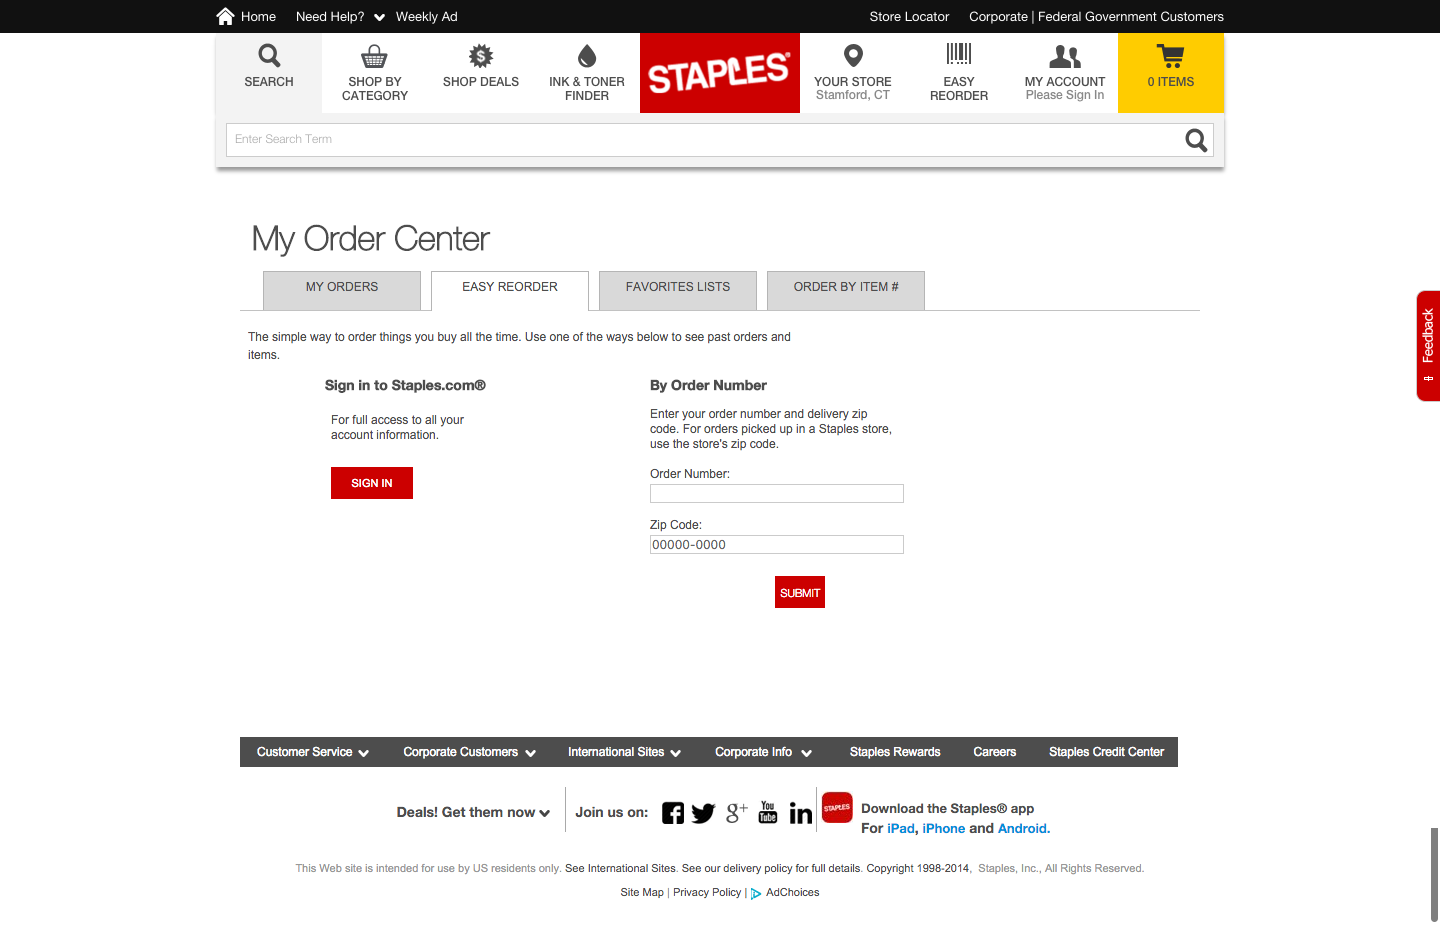 Home Need Help? Weekly Ad Store Locator Corporate | Federal Government Customers
SEARCH
SHOP BY
CATEGORY
SHOP DEALS
INK & TONER
FINDER
STAPLES
YOUR STORE
Stamford, CT
EASY
REORDER
MY ACCOUNT
Please Sign In
0 ITEMS
Enter Search Term
My Order Center
MY ORDERS EASY REORDER FAVORITES LISTS ORDER BY ITEM #
The simple way to order things you buy all the time. Use one of the ways below to see past orders and
items.
Sign in to Staples.com®
For full access to all your
account information.
SIGN IN
By Order Number
Enter your order number and delivery zip
code. For orders picked up in a Staples store,
use the store's zip code.
Order Number:
Zip Code:
00000-0000
SUBMIT
Feedback
Customer Service Corporate Customers International Sites Corporate Info Staples Rewards Careers Staples Credit Center
Deals! Get them now Join us on: g+ You Tube in STAPLES
Download the Staples® app
For iPad, iPhone and Android.
This Web site is intended for use by US residents only. See International Sites. See our delivery policy for full details. Copyright 1998-2014, Staples, Inc., All Rights Reserved.
Site Map | Privacy Policy | AdChoices